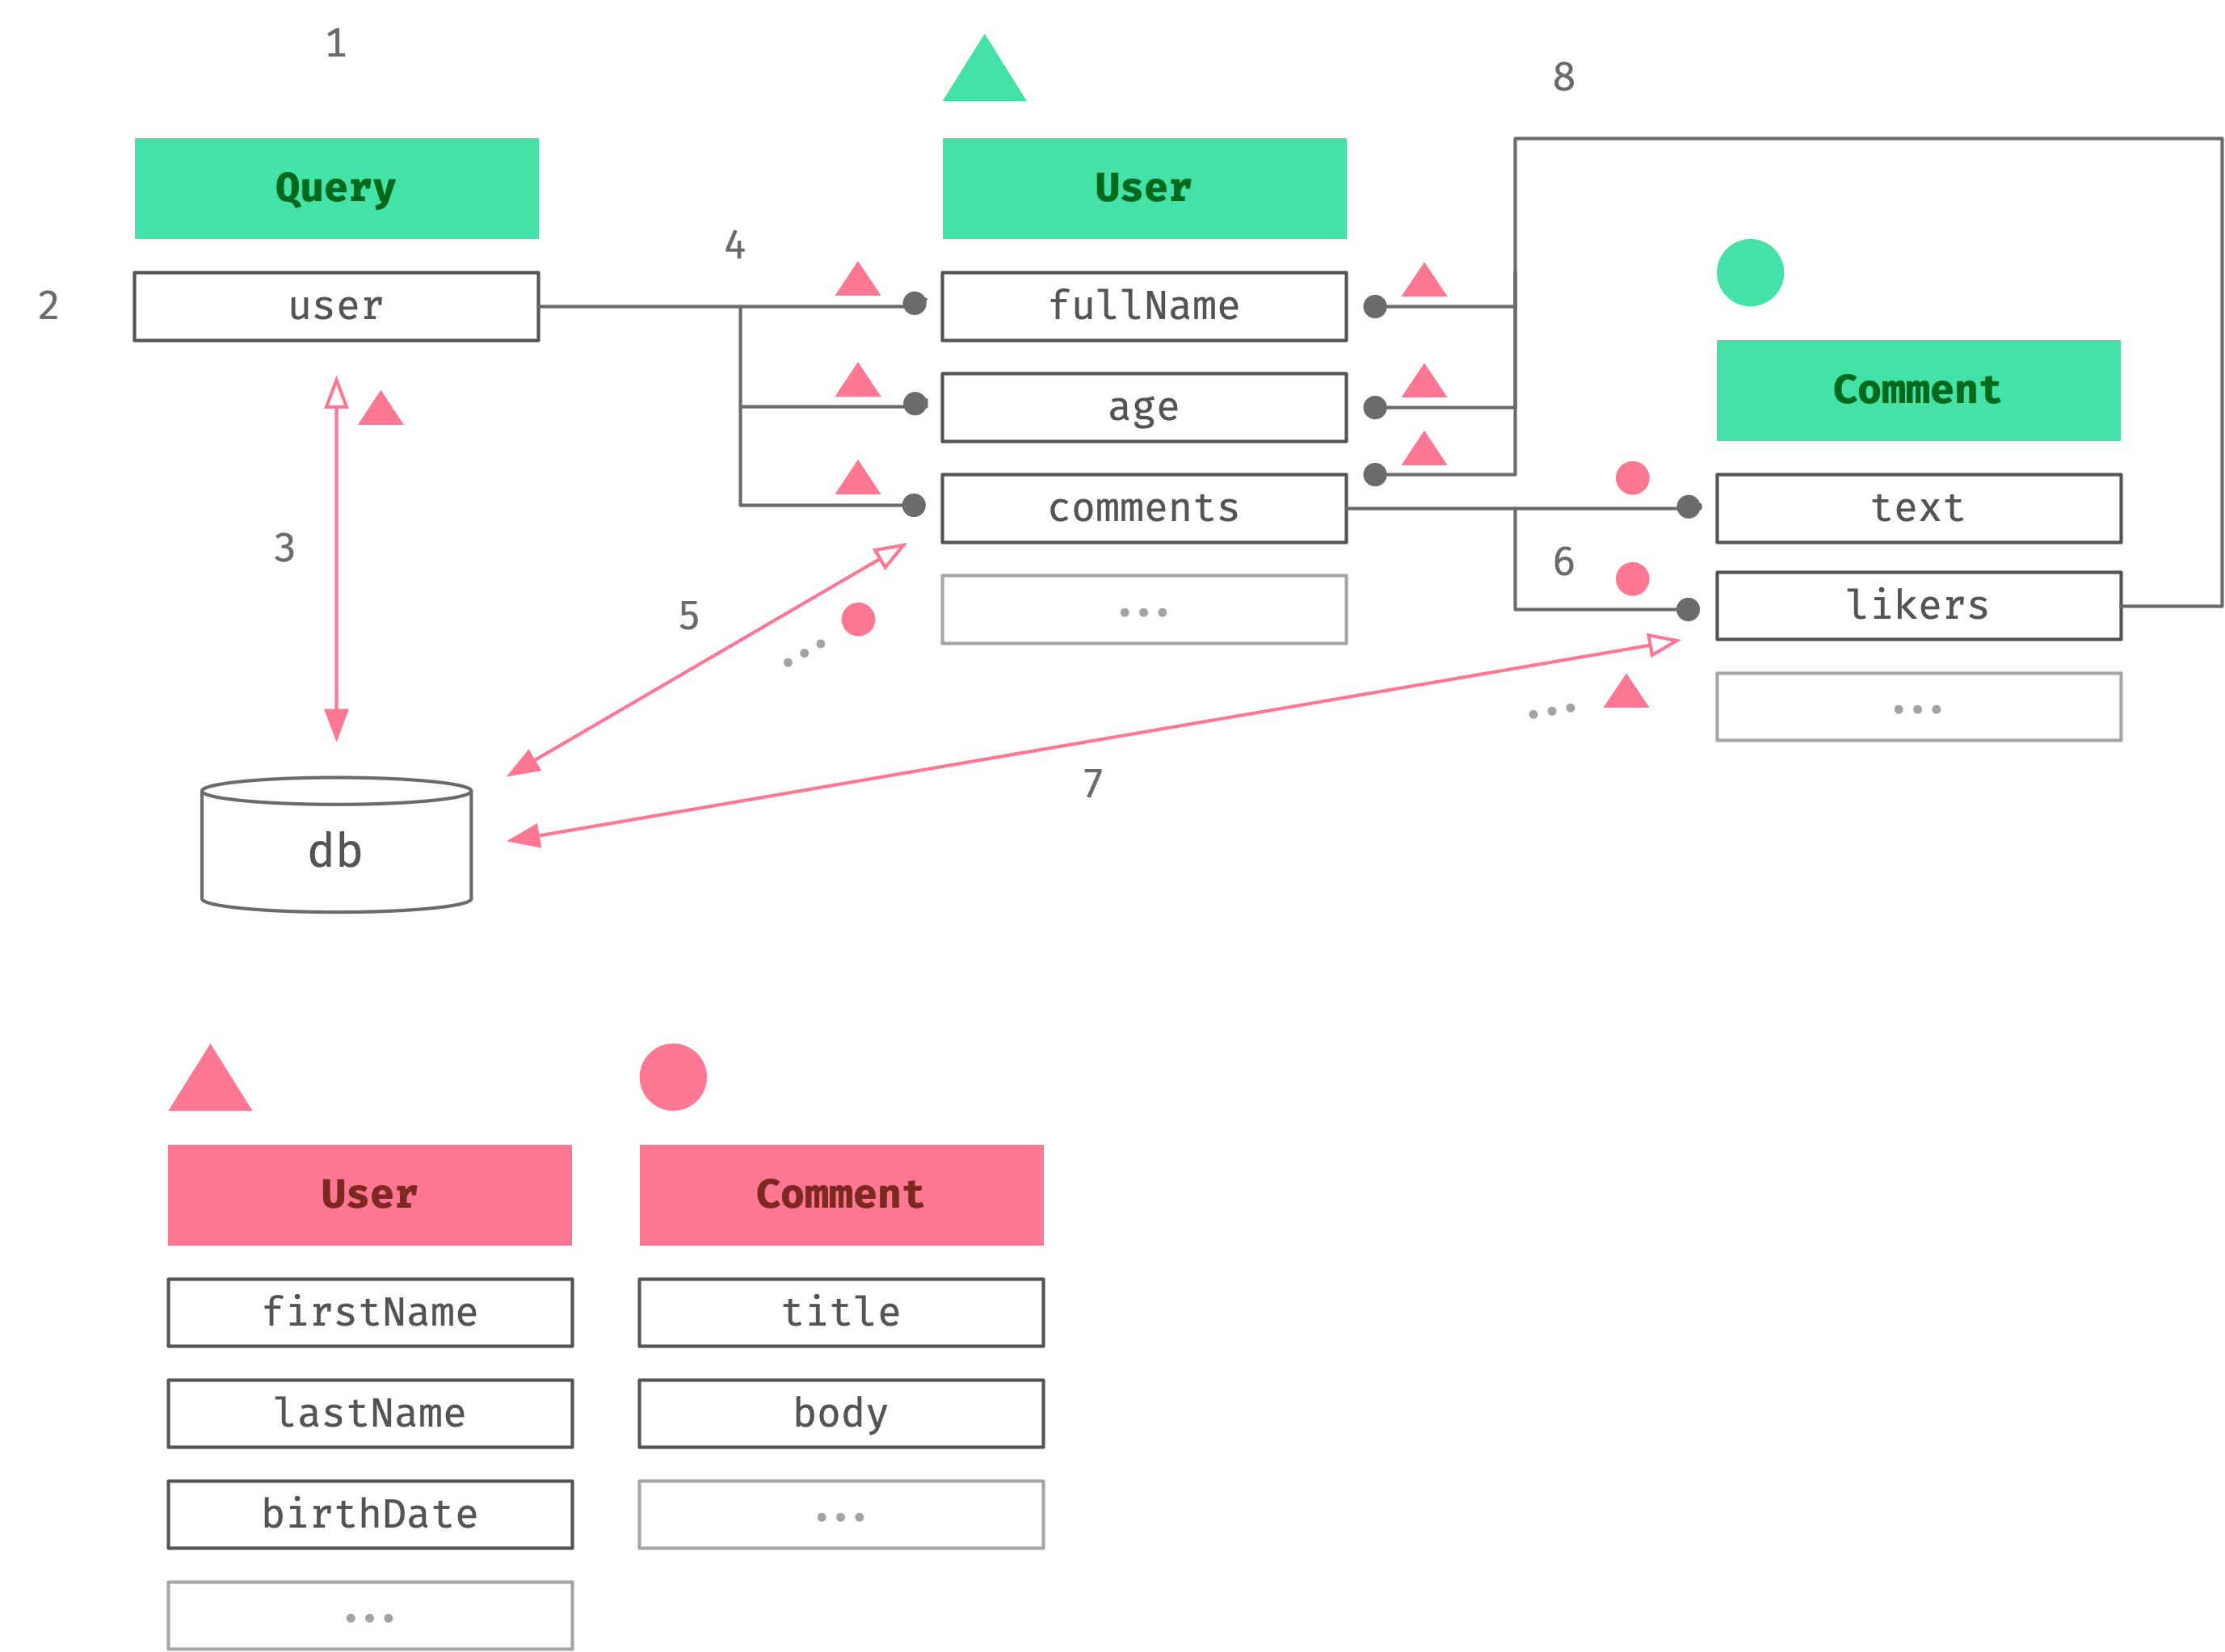 1
8
Query
User
4
2
user
fullName
age
Comment
comments
text
3
6
likers
5
...
...
...
...
7
db
User
Comment
firstName
title
lastName
body
birthDate
...
...